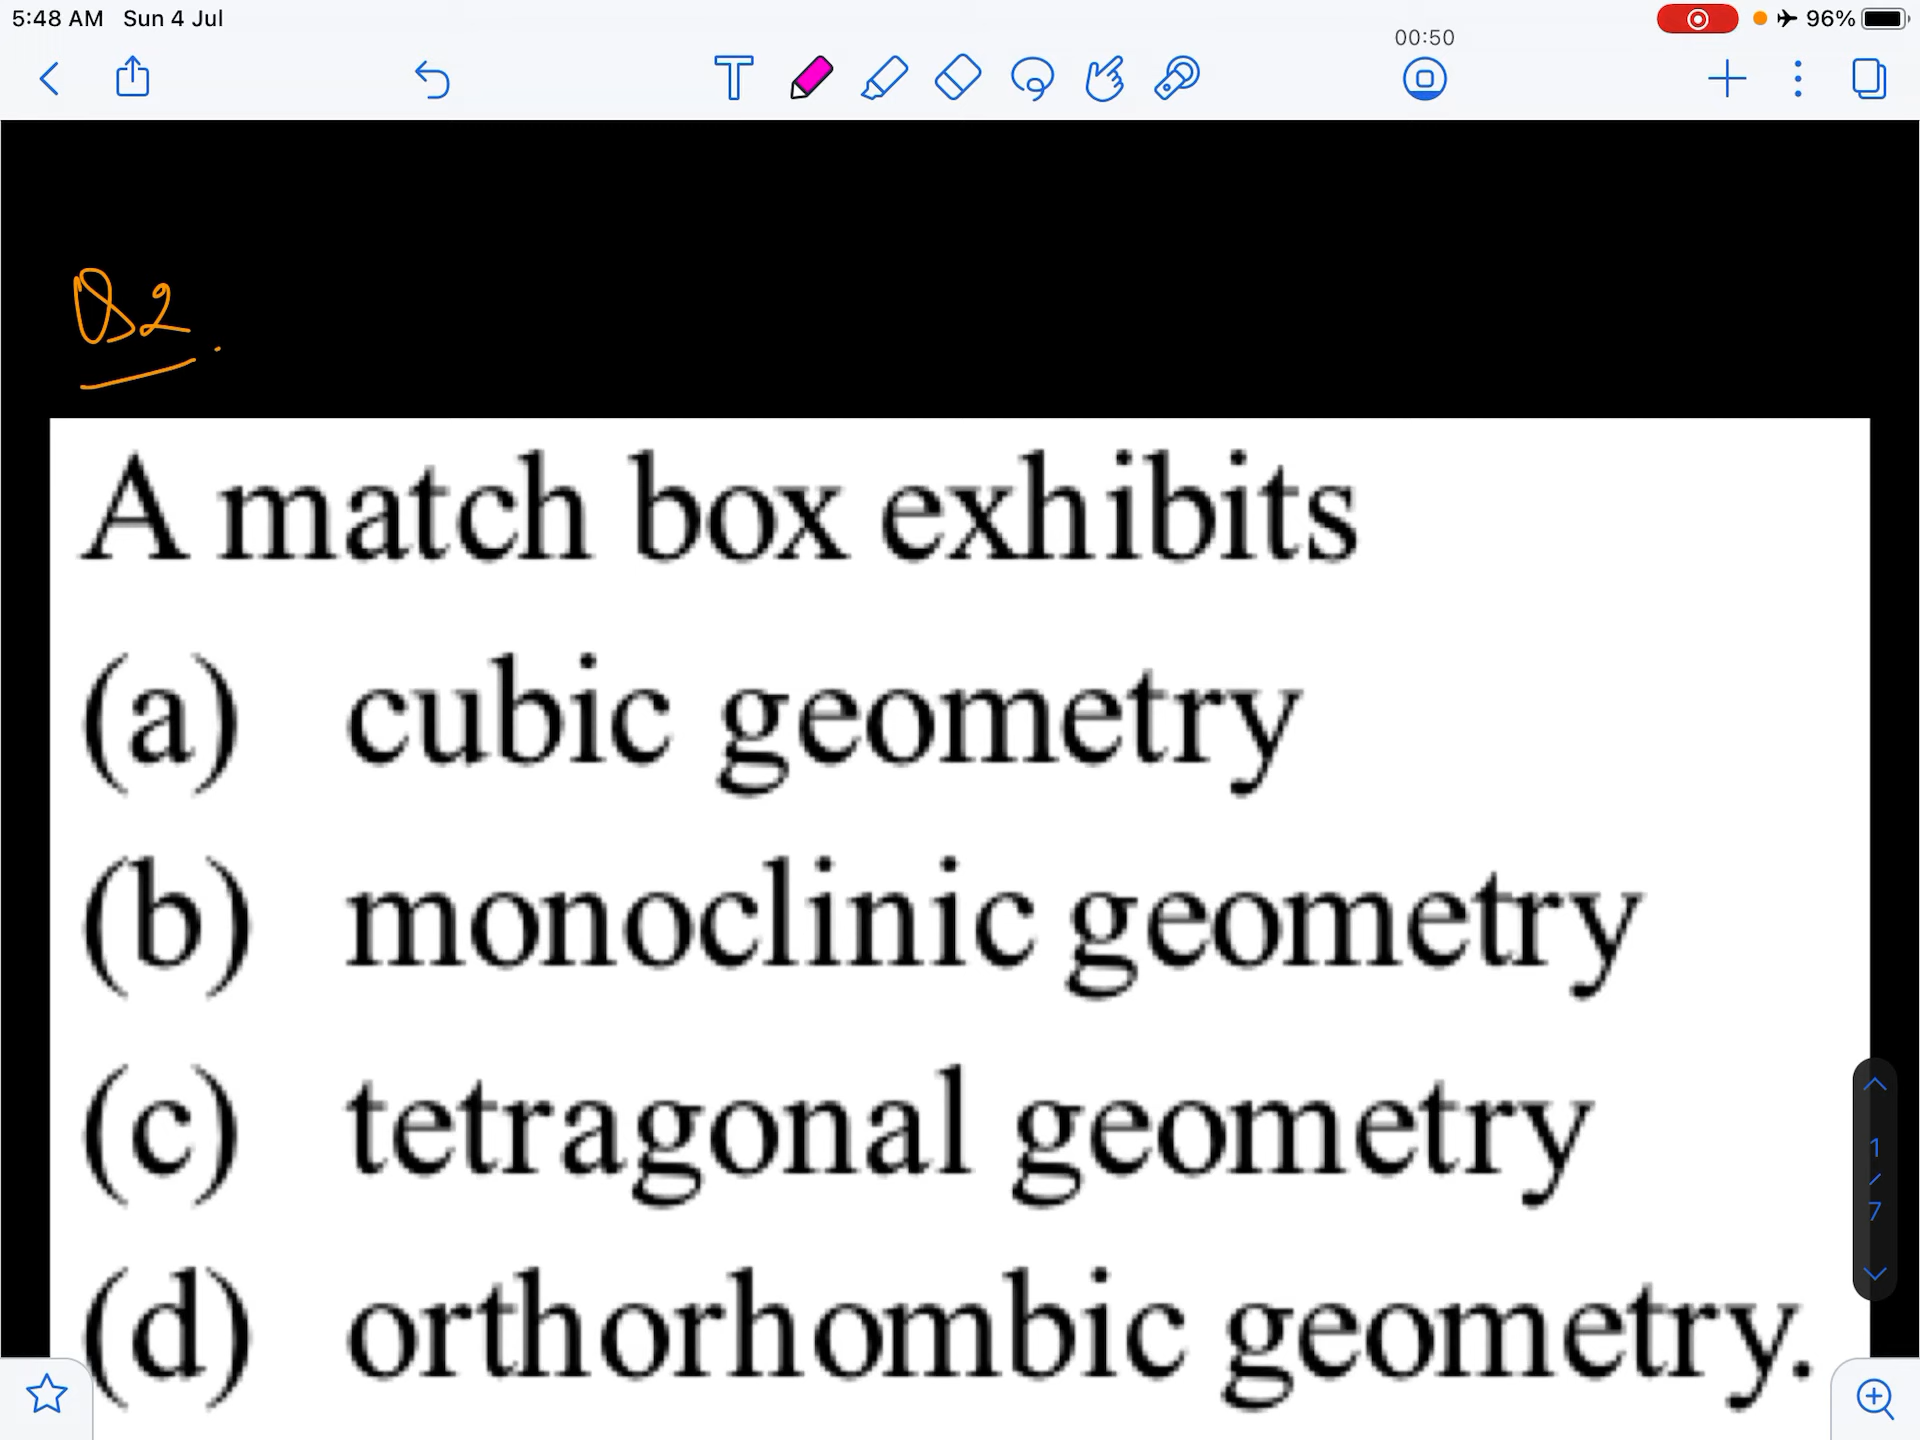 5:48 AM Sun 4 Jul
96%
00:50
T
Q2.
A match box exhibits
(a) cubic geometry
(b) monoclinic geometry
(c) tetragonal geometry
(d) orthorhombic geometry.
1
/
7